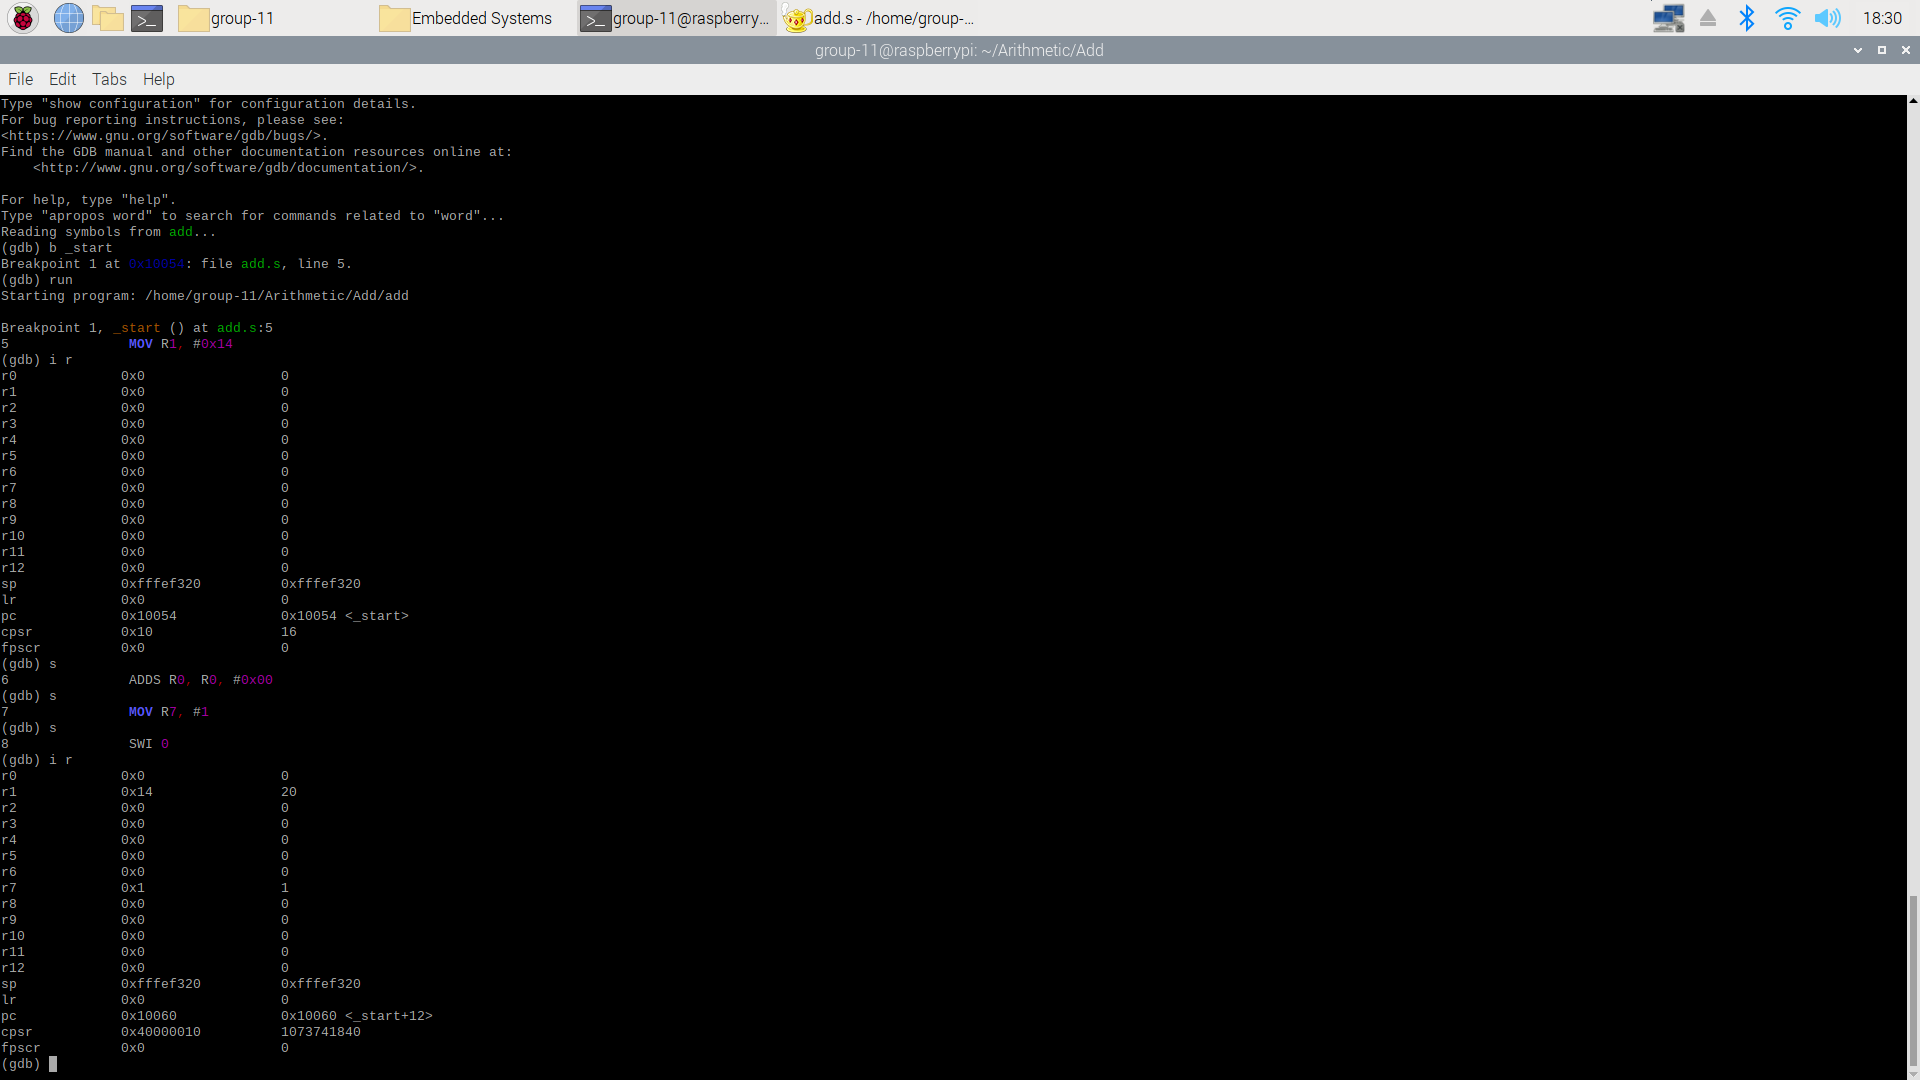 group-11 Embedded Systems group-11@raspberry... add.s - /home/group-... 18:30
group-11@raspberrypi: ~/Arithmetic/Add
File Edit Tabs Help
Type "show configuration" for configuration details.
For bug reporting instructions, please see:
<https://www.gnu.org/software/gdb/bugs/>.
Find the GDB manual and other documentation resources online at:
    <http://www.gnu.org/software/gdb/documentation/>.
For help, type "help".
Type "apropos word" to search for commands related to "word"...
Reading symbols from add...
(gdb) b _start
Breakpoint 1 at 0x10054: file add.s, line 5.
(gdb) run
Starting program: /home/group-11/Arithmetic/Add/add
Breakpoint 1, _start () at add.s:5
5               MOV R1, #0x14
(gdb) i r
r0             0x0                 0
r1             0x0                 0
r2             0x0                 0
r3             0x0                 0
r4             0x0                 0
r5             0x0                 0
r6             0x0                 0
r7             0x0                 0
r8             0x0                 0
r9             0x0                 0
r10            0x0                 0
r11            0x0                 0
r12            0x0                 0
sp             0xfffef320          0xfffef320
lr             0x0                 0
pc             0x10054             0x10054 <_start>
cpsr           0x10                16
fpscr          0x0                 0
(gdb) s
6               ADDS R0, R0, #0x00
(gdb) s
7               MOV R7, #1
(gdb) s
8               SWI 0
(gdb) i r
r0             0x0                 0
r1             0x14                20
r2             0x0                 0
r3             0x0                 0
r4             0x0                 0
r5             0x0                 0
r6             0x0                 0
r7             0x1                 1
r8             0x0                 0
r9             0x0                 0
r10            0x0                 0
r11            0x0                 0
r12            0x0                 0
sp             0xfffef320          0xfffef320
lr             0x0                 0
pc             0x10060             0x10060 <_start+12>
cpsr           0x40000010          1073741840
fpscr          0x0                 0
(gdb)